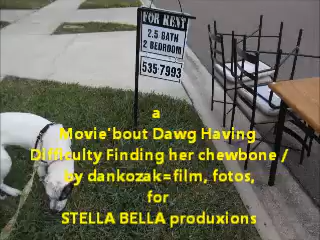 FOR RENT
2.5 BATH
2 BEDROOM
535-7993
a
Movie'bout Dawg Having
Difficulty Finding her chewbone /
by dankozak=film, fotos,
for
STELLA BELLA produxions